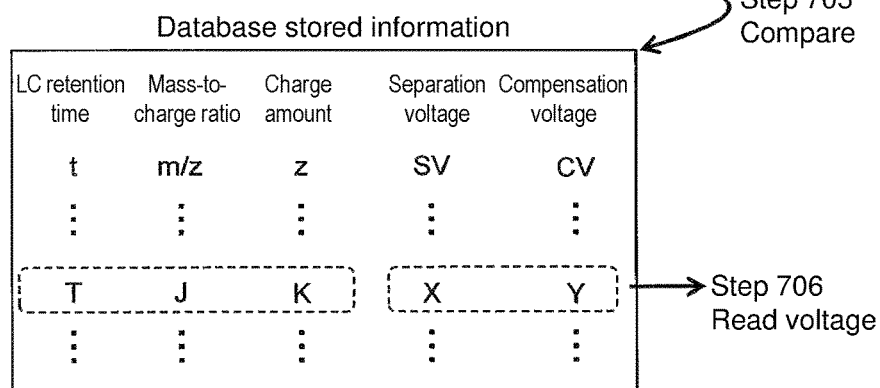 Step 705
Compare
Database stored information
LC retention time Mass-to-charge ratio Charge amount Separation voltage Compensation voltage
t m/z z SV CV
T J K X Y
Step 706
Read voltage